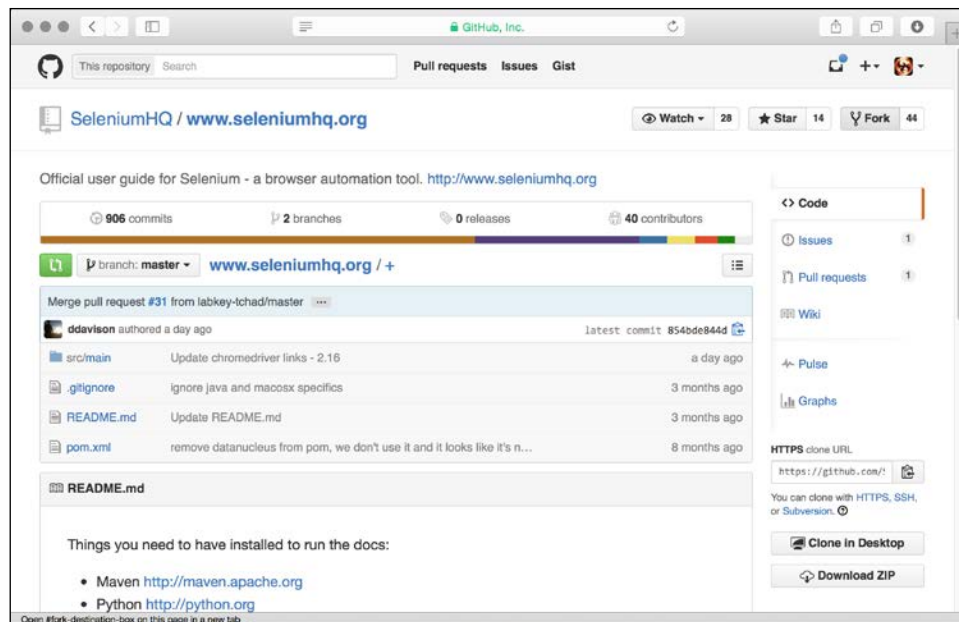 GitHub, Inc.
This repository Search Pull requests Issues Gist
SeleniumHQ / www.seleniumhq.org Watch 28 Star 14 Fork 44
Official user guide for Selenium - a browser automation tool. http://www.seleniumhq.org
906 commits 2 branches 0 releases 40 contributors
branch: master www.seleniumhq.org / +
Merge pull request #31 from labkey-tchad/master ...
ddavison authored a day ago latest commit 854bde844d
src/main Update chromedriver links - 2.16 a day ago
.gitignore ignore java and macosx specifics 3 months ago
README.md Update README.md 3 months ago
pom.xml remove datanucleus from pom, we don't use it and it looks like it's n... 8 months ago
README.md
Things you need to have installed to run the docs:
• Maven http://maven.apache.org
• Python http://python.org
<> Code
Issues 1
Pull requests 1
Wiki
Pulse
Graphs
HTTPS clone URL
https://github.com/
You can clone with HTTPS, SSH,
or Subversion.
Clone in Desktop
Download ZIP
Open #fork-destination-box on this page in a new tab